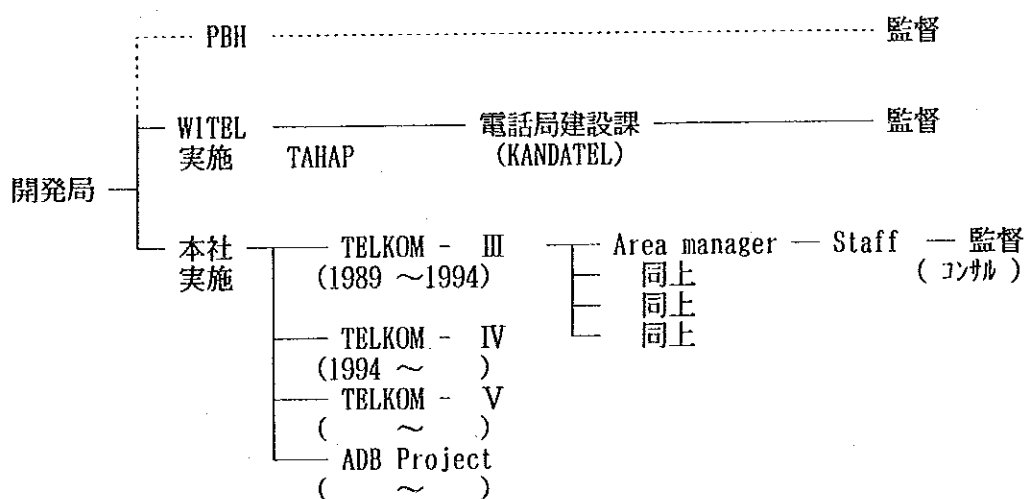 PBH 監督
WITEL 電話局建設課 監督
実施 TAHAP (KANDATEL)
開発局
本社 TELKOM - Ⅲ Area manager Staff 監督
実施 (1989 ~1994) 同上 (コンサル)
同上
同上
TELKOM - Ⅳ
(1994 ~ )
TELKOM - Ⅴ
( ~ )
ADB Project
( ~ )